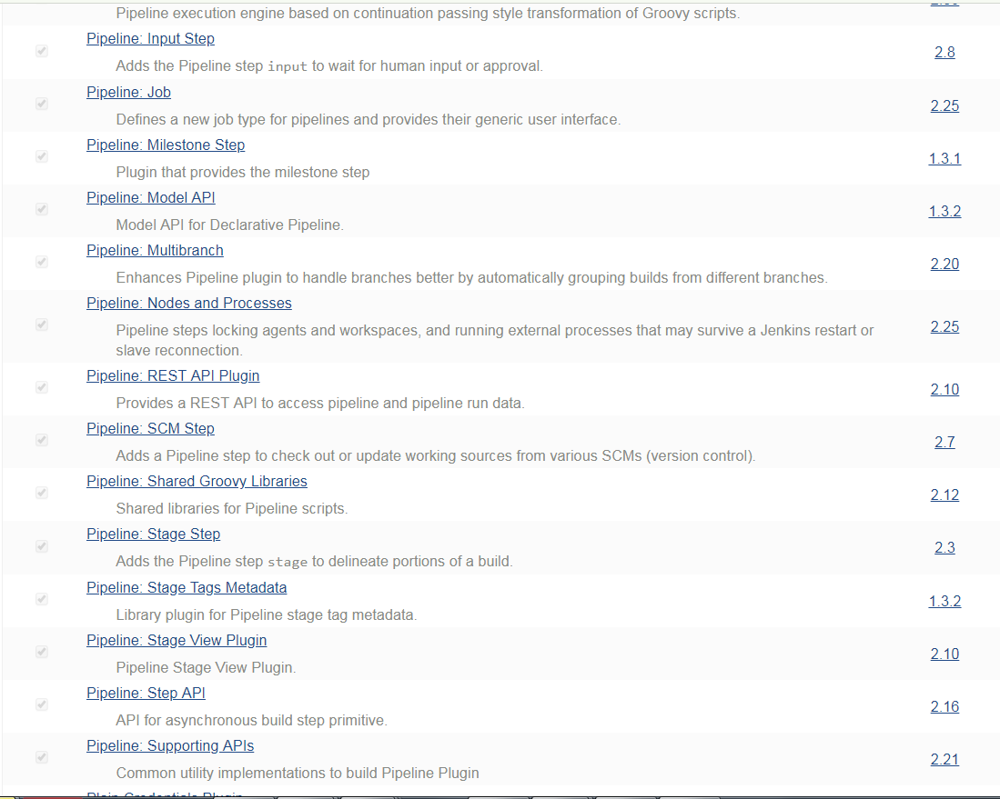 Pipeline execution engine based on continuation passing style transformation of Groovy scripts.
Pipeline: Input Step
2.8
Adds the Pipeline step input to wait for human input or approval.
Pipeline: Job
2.25
Defines a new job type for pipelines and provides their generic user interface.
Pipeline: Milestone Step
1.3.1
Plugin that provides the milestone step
Pipeline: Model API
1.3.2
Model API for Declarative Pipeline.
Pipeline: Multibranch
2.20
Enhances Pipeline plugin to handle branches better by automatically grouping builds from different branches.
Pipeline: Nodes and Processes
2.25
Pipeline steps locking agents and workspaces, and running external processes that may survive a Jenkins restart or
slave reconnection.
Pipeline: REST API Plugin
2.10
Provides a REST API to access pipeline and pipeline run data.
Pipeline: SCM Step
2.7
Adds a Pipeline step to check out or update working sources from various SCMs (version control).
Pipeline: Shared Groovy Libraries
2.12
Shared libraries for Pipeline scripts.
Pipeline: Stage Step
2.3
Adds the Pipeline step stage to delineate portions of a build.
Pipeline: Stage Tags Metadata
1.3.2
Library plugin for Pipeline stage tag metadata.
Pipeline: Stage View Plugin
2.10
Pipeline Stage View Plugin.
Pipeline: Step API
2.16
API for asynchronous build step primitive.
Pipeline: Supporting APIs
2.21
Common utility implementations to build Pipeline Plugin
Plain Credentials Plugin